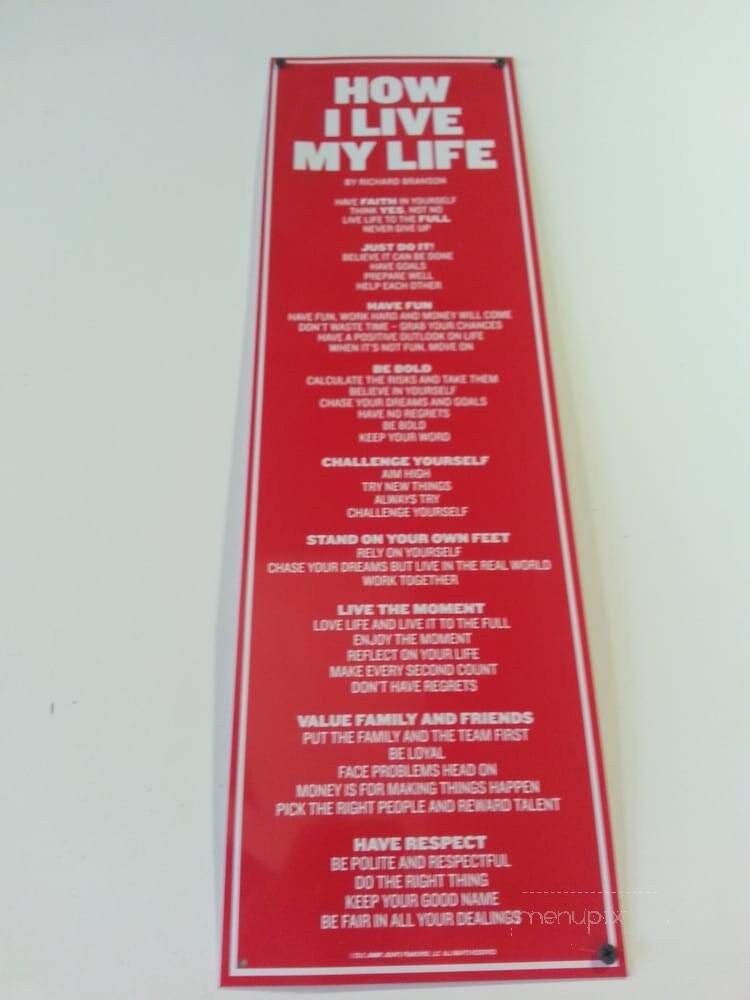 HOW
I LIVE
MY LIFE
BY RICHARD BRANSON
HAVE FAITH IN YOURSELF
THINK YES, NOT NO
LIVE LIFE TO THE FULL
NEVER GIVE UP
JUST DO IT!
BELIEVE IT CAN BE DONE
HAVE GOALS
PREPARE WELL
HELP EACH OTHER
HAVE FUN
HAVE FUN, WORK HARD AND MONEY WILL COME
DON'T WASTE TIME - GRAB YOUR CHANCES
HAVE A POSITIVE OUTLOOK ON LIFE
WHEN IT'S NOT FUN, MOVE ON
BE BOLD
CALCULATE THE RISKS AND TAKE THEM
BELIEVE IN YOURSELF
CHASE YOUR DREAMS AND GOALS
HAVE NO REGRETS
BE BOLD
KEEP YOUR WORD
CHALLENGE YOURSELF
AIM HIGH
TRY NEW THINGS
ALWAYS TRY
CHALLENGE YOURSELF
STAND ON YOUR OWN FEET
RELY ON YOURSELF
CHASE YOUR DREAMS BUT LIVE IN THE REAL WORLD
WORK TOGETHER
LIVE THE MOMENT
LOVE LIFE AND LIVE IT TO THE FULL
ENJOY THE MOMENT
REFLECT ON YOUR LIFE
MAKE EVERY SECOND COUNT
DON'T HAVE REGRETS
VALUE FAMILY AND FRIENDS
PUT THE FAMILY AND THE TEAM FIRST
BE LOYAL
FACE PROBLEMS HEAD ON
MONEY IS FOR MAKING THINGS HAPPEN
PICK THE RIGHT PEOPLE AND REWARD TALENT
HAVE RESPECT
BE POLITE AND RESPECTFUL
DO THE RIGHT THING
KEEP YOUR GOOD NAME
BE FAIR IN ALL YOUR DEALINGS
menupix
JIMMY JOHN'S FRANCHISE, LLC ALL RIGHTS RESERVED